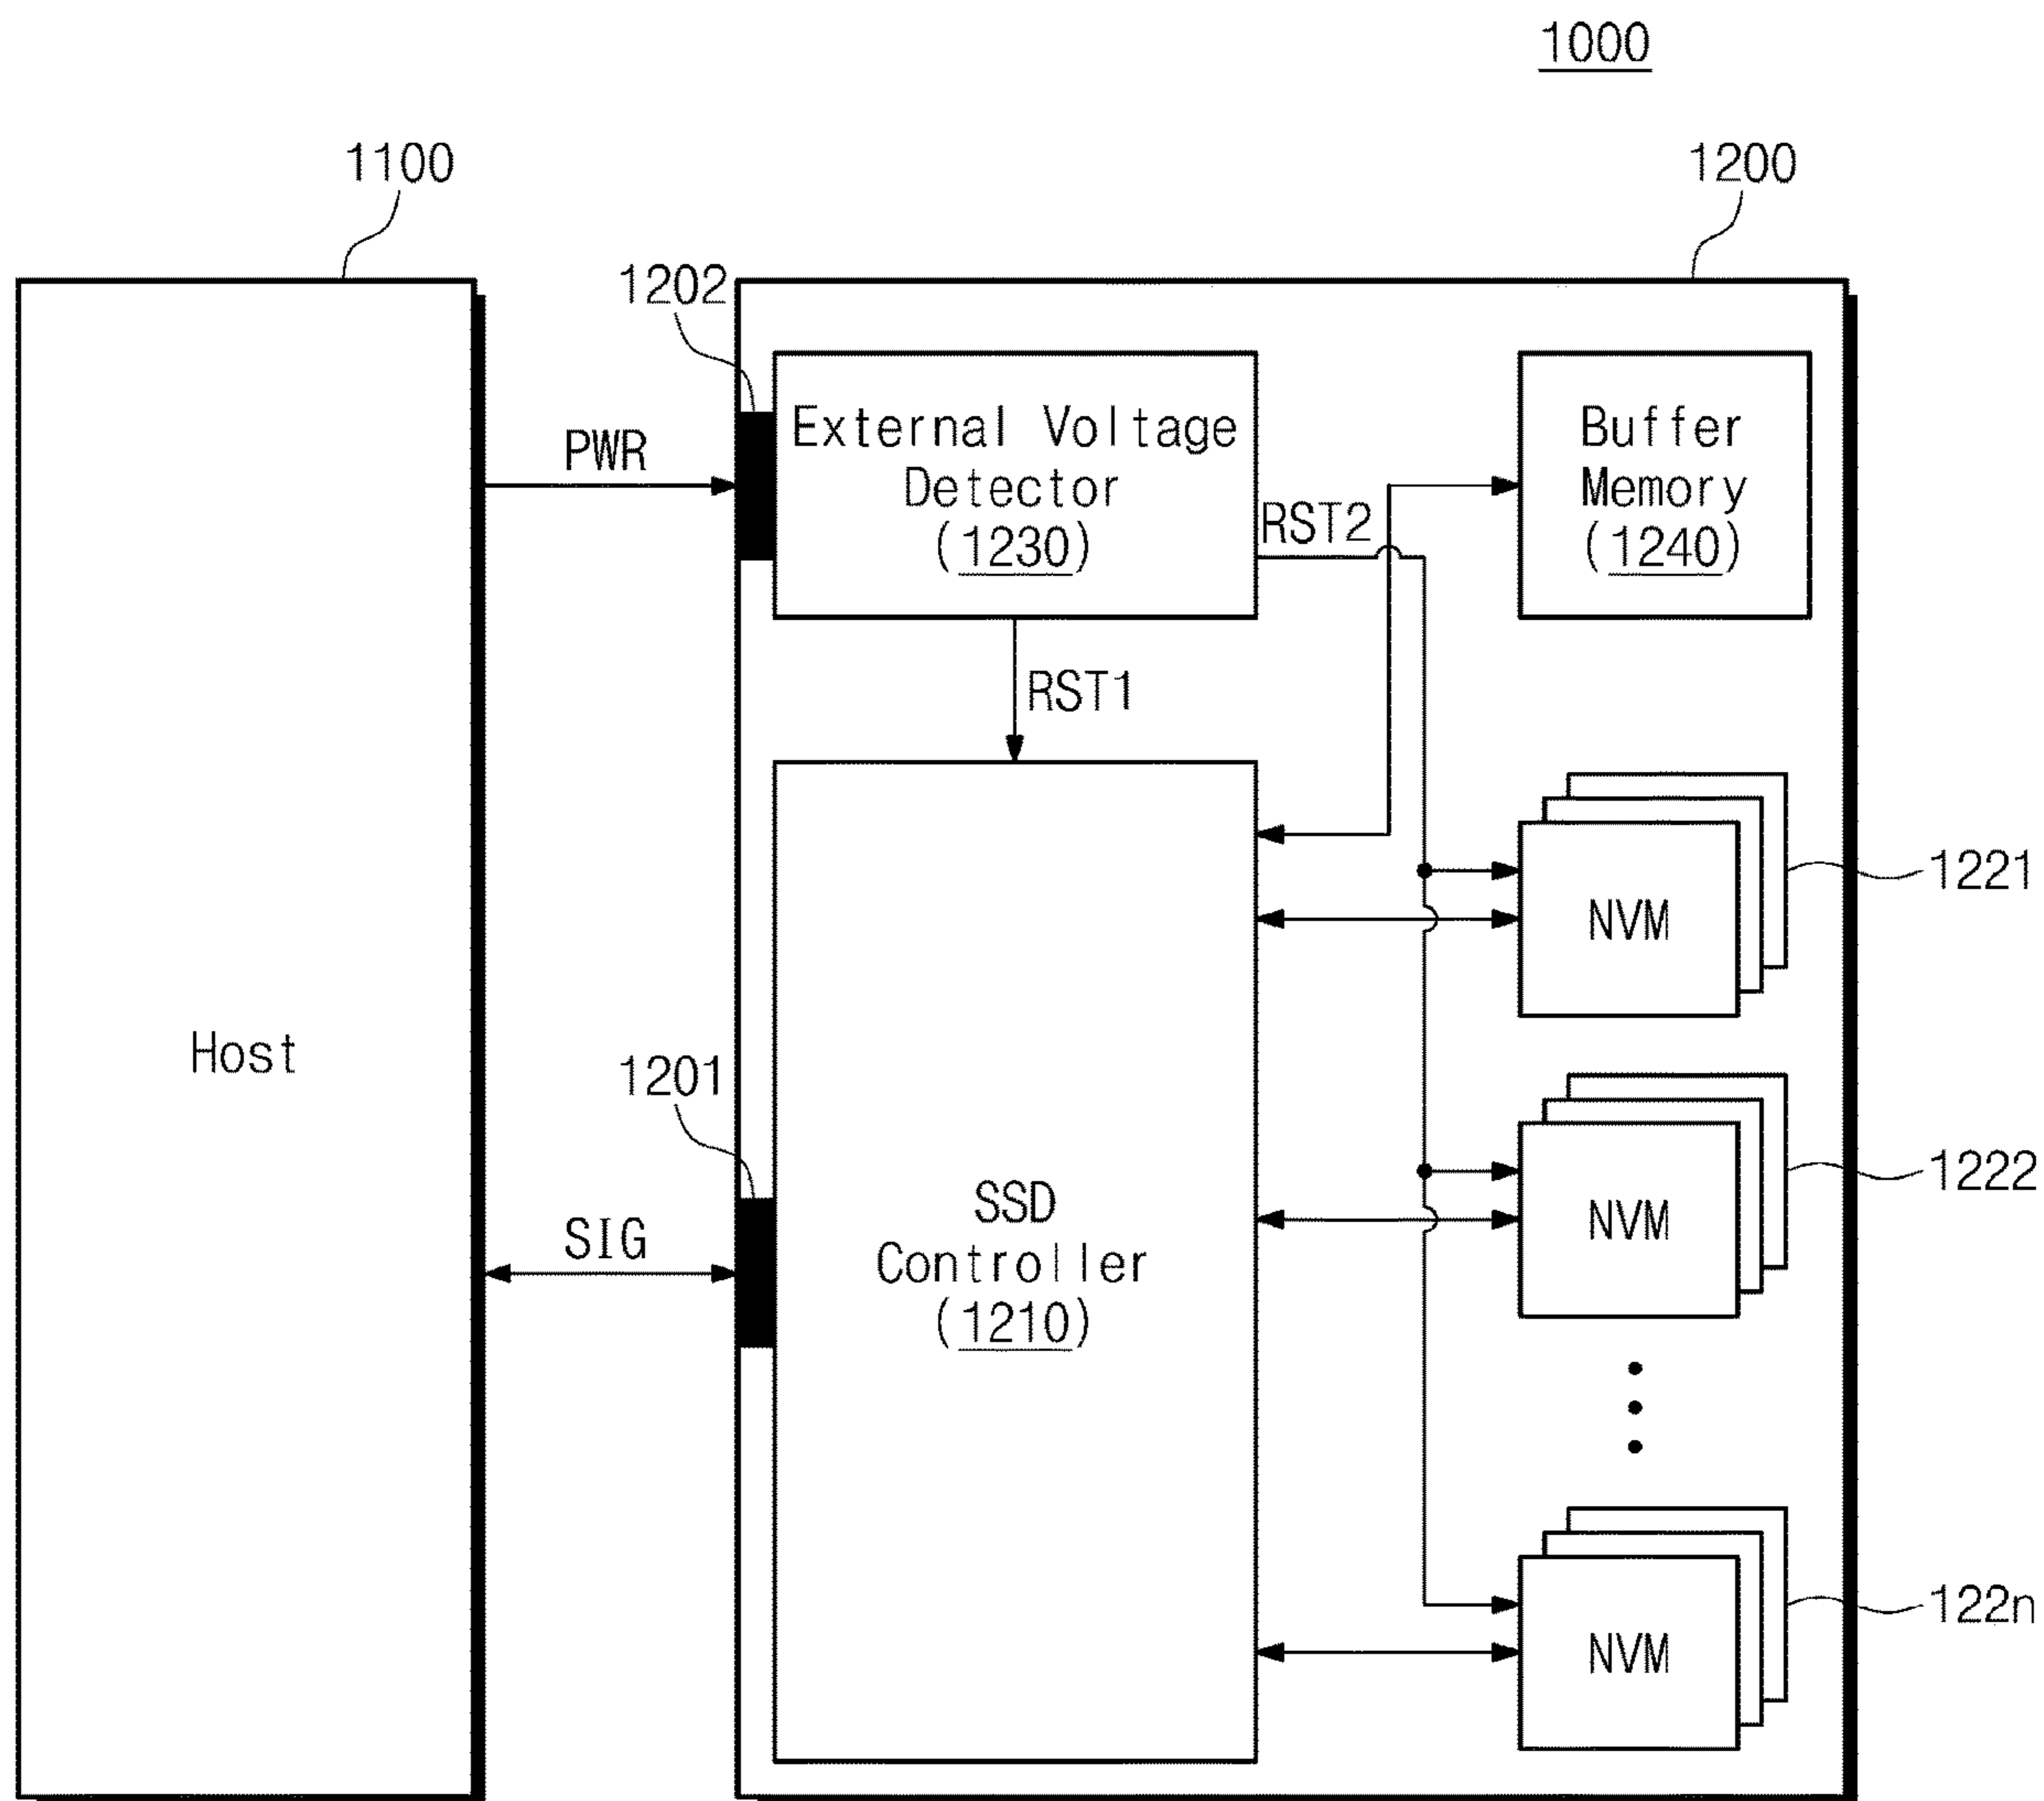 1000
1100
1200
1202
External Voltage
Detector
(1230)
Buffer
Memory
(1240)
PWR
RST2
RST1
1221
NVM
Host
1201
1222
NVM
SSD
Controller
(1210)
SIG
122n
NVM